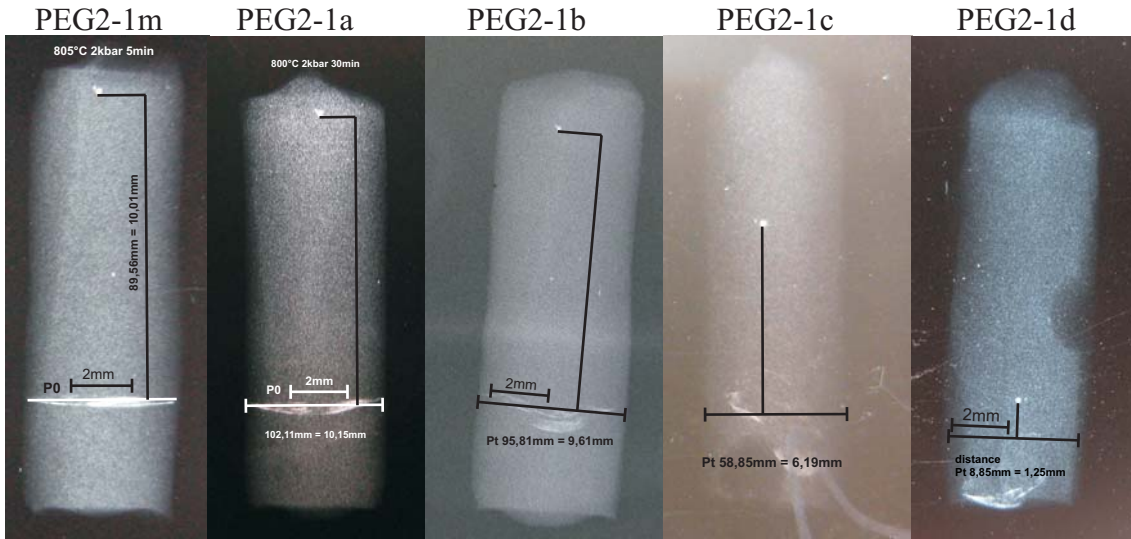 PEG2-1m
PEG2-1a
PEG2-1b
PEG2-1c
PEG2-1d
805°C 2kbar 5min
89,56mm = 10,01mm
P0
2mm
800°C 2kbar 30min
P0
2mm
102,11mm = 10,15mm
2mm
Pt 95,81mm = 9,61mm
Pt 58,85mm = 6,19mm
2mm
distance
Pt 8,85mm = 1,25mm